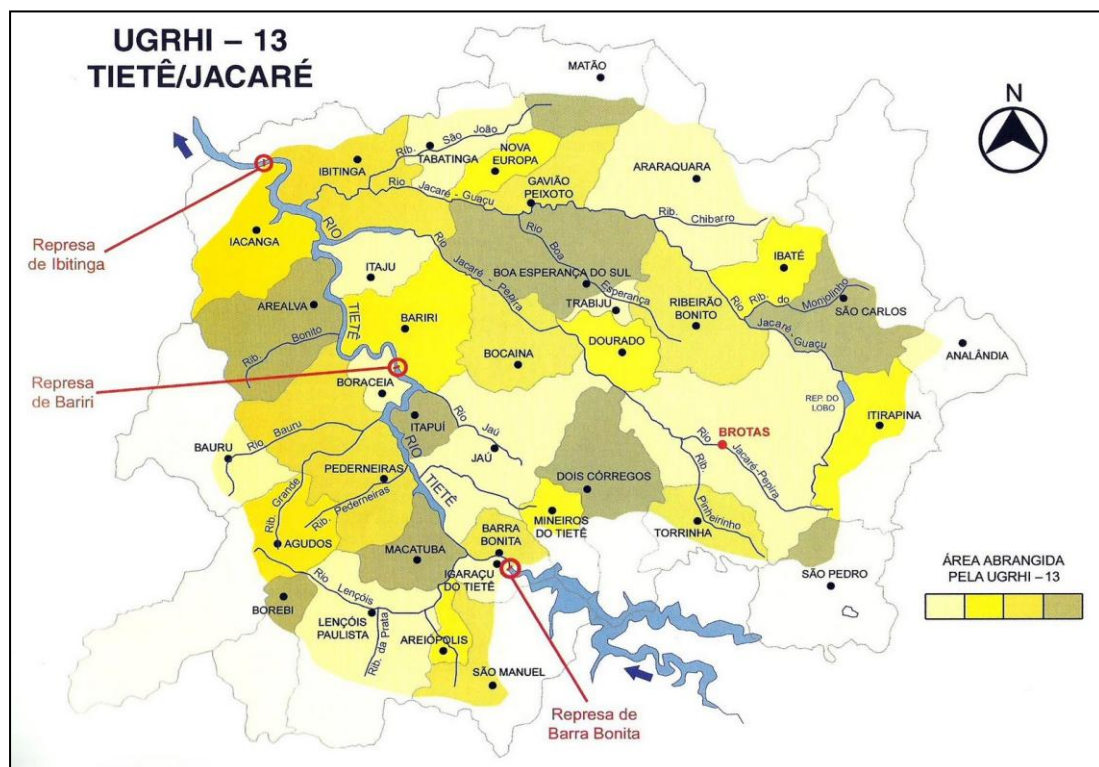 UGRHI – 13
TIETÊ/JACARÉ
N
MATÃO
Rib. São João
TABATINGA
NOVA
EUROPA
IBITINGA
GAVIÃO
PEIXOTO
ARARAQUARA
Rio Jacaré-Guaçu
Rib. Chibarro
Represa
de Ibitinga
IACANGA
RIO
ITAJU
Rio Jacaré Pepira
Rio Boa Esperança
BOA ESPERANÇA DO SUL
TRABIJU
IBATÉ
Rio Jacaré-Guaçu
Rib. do Monjolinho
SÃO CARLOS
AREALVA
TIETÊ
BARIRI
RIBEIRÃO
BONITO
Rib. Bonito
BOCAINA
DOURADO
ANALÂNDIA
Represa
de Bariri
BORACEIA
REP. DO
LOBO
ITIRAPINA
ITAPUÍ
Rio Jaú
JAÚ
BAURU
Rio Bauru
RIO
TIETÊ
BROTAS
Rio Jacaré-Pepira
PEDERNEIRAS
Rib. Grande
Rib. Pederneiras
DOIS CÓRREGOS
Rib. Pinheirinho
MINEIROS
DO TIETÊ
TORRINHA
AGUDOS
MACATUBA
BARRA
BONITA
IGARAÇU
DO TIETÊ
SÃO PEDRO
ÁREA ABRANGIDA
PELA UGRHI – 13
Rio Lençóis
BOREBI
LENÇÓIS
PAULISTA
Rib. da Prata
AREIÓPOLIS
SÃO MANUEL
Represa de
Barra Bonita